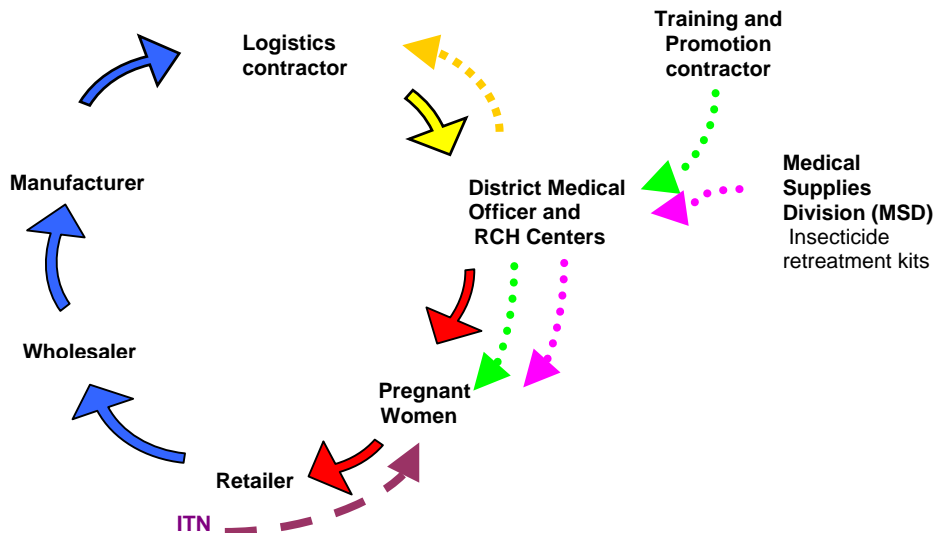 Logistics
contractor
Training and
Promotion
contractor
Manufacturer
District Medical
Officer and
RCH Centers
Medical
Supplies
Division (MSD)
Insecticide
retreatment kits
Wholesaler
Pregnant
Women
Retailer
ITN